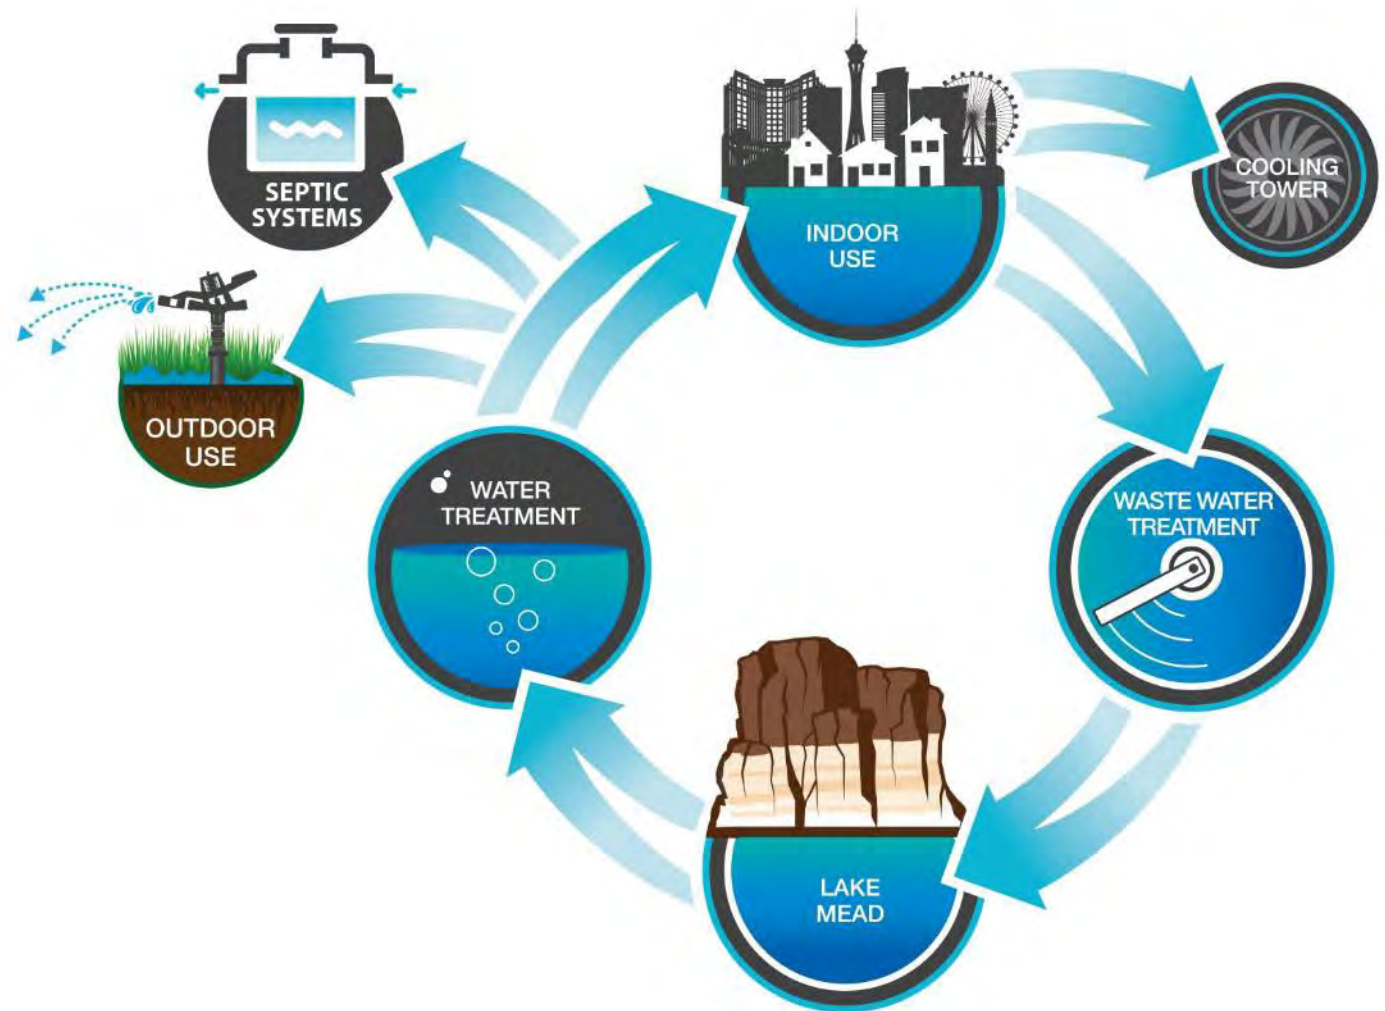 SEPTIC
SYSTEMS
INDOOR
USE
COOLING
TOWER
OUTDOOR
USE
WATER
TREATMENT
WASTE WATER
TREATMENT
LAKE
MEAD